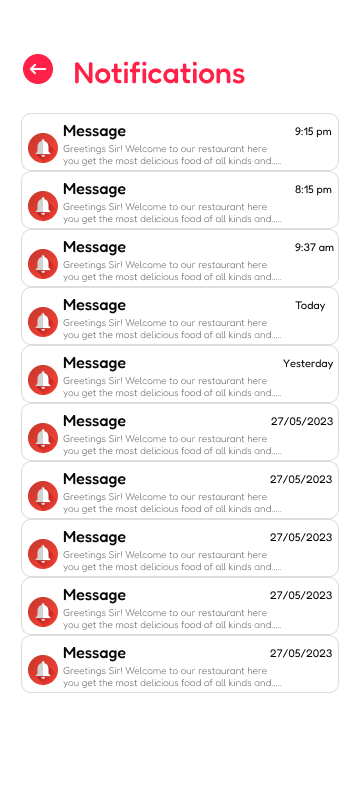 Notifications
Message 9:15 pm
Greetings Sir! Welcome to our restaurant here
you get the most delicious food of all kinds and.....
Message 8:15 pm
Greetings Sir! Welcome to our restaurant here
you get the most delicious food of all kinds and.....
Message 9:37 am
Greetings Sir! Welcome to our restaurant here
you get the most delicious food of all kinds and.....
Message Today
Greetings Sir! Welcome to our restaurant here
you get the most delicious food of all kinds and.....
Message Yesterday
Greetings Sir! Welcome to our restaurant here
you get the most delicious food of all kinds and.....
Message 27/05/2023
Greetings Sir! Welcome to our restaurant here
you get the most delicious food of all kinds and.....
Message 27/05/2023
Greetings Sir! Welcome to our restaurant here
you get the most delicious food of all kinds and.....
Message 27/05/2023
Greetings Sir! Welcome to our restaurant here
you get the most delicious food of all kinds and.....
Message 27/05/2023
Greetings Sir! Welcome to our restaurant here
you get the most delicious food of all kinds and.....
Message 27/05/2023
Greetings Sir! Welcome to our restaurant here
you get the most delicious food of all kinds and.....